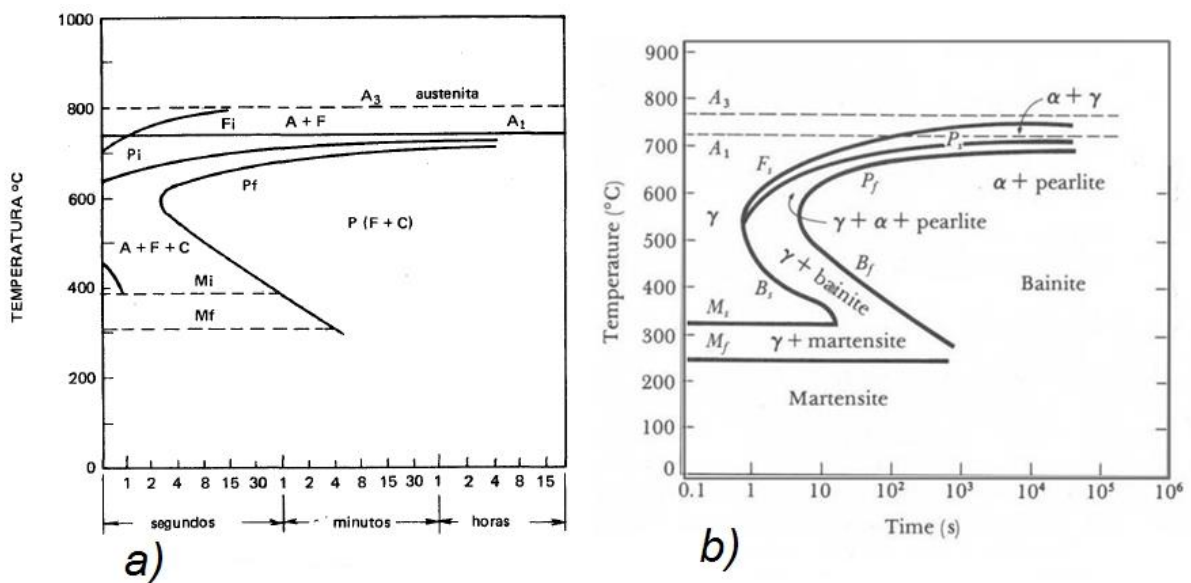 1000
A3 austenita
800
Fi A + F A1
Pi
Pf
600
P (F + C)
A + F + C
400
Mi
Mf
200
0
TEMPERATURA ºC
1 2 4 8 15 30 1 2 4 8 15 30 1 2 4 8 15
segundos minutos horas
a)
900
A3
800
α + γ
700
A1
Fs
Ps
Pf
α + pearlite
600
γ
γ + α + pearlite
500
γ + bainite
Bf
400
Bs
Bainite
Ms
300
γ + martensite
Mf
200
Martensite
100
0
Temperature (°C)
0.1 1 10 10² 10³ 10⁴ 10⁵ 10⁶
Time (s)
b)